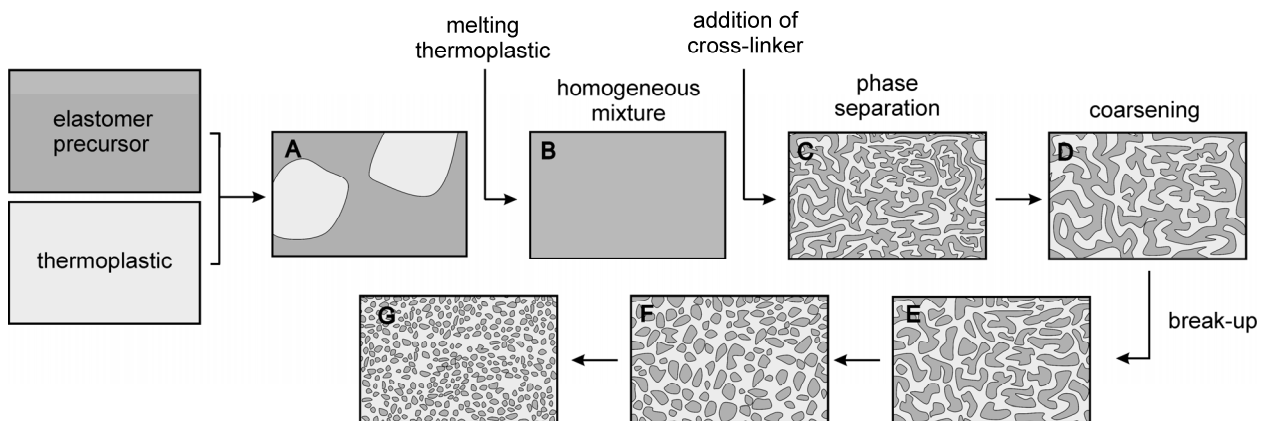 melting
thermoplastic
addition of
cross-linker
elastomer
precursor
thermoplastic
homogeneous
mixture
phase
separation
coarsening
A
B
C
D
break-up
G
F
E